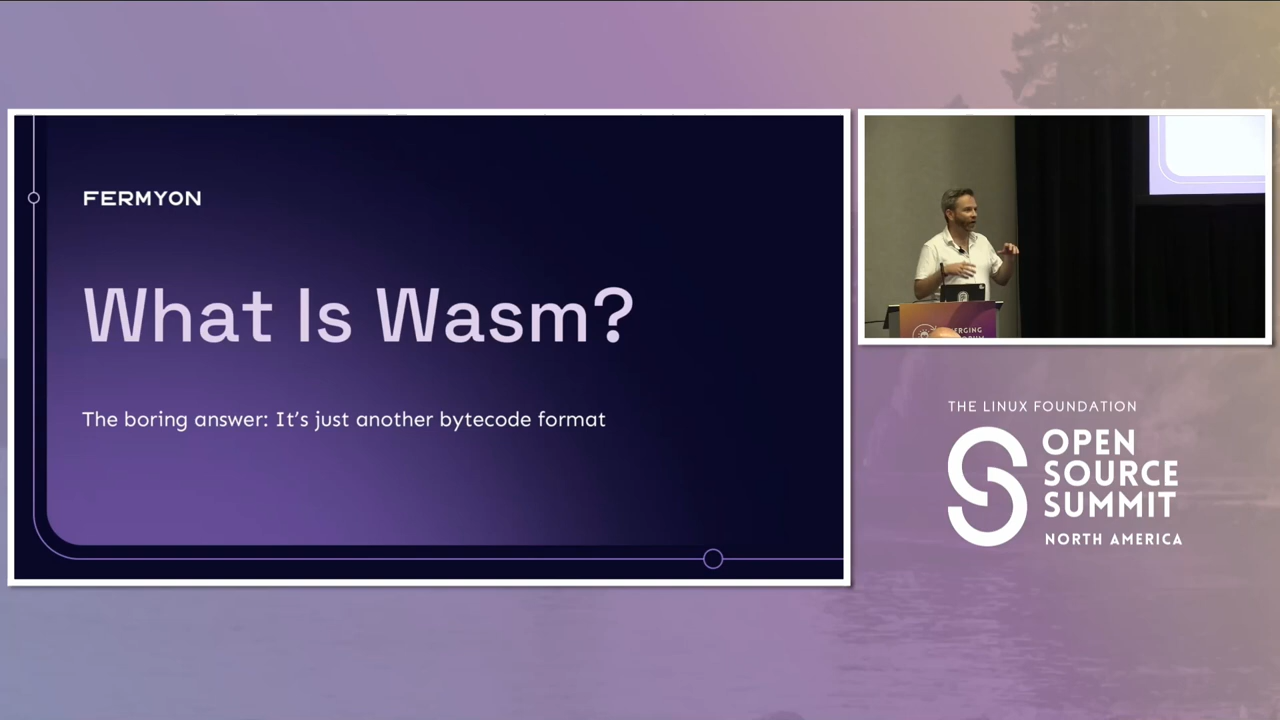 FERMYON
What Is Wasm?
The boring answer: It’s just another bytecode format
THE LINUX FOUNDATION
OPEN
SOURCE
SUMMIT
NORTH AMERICA